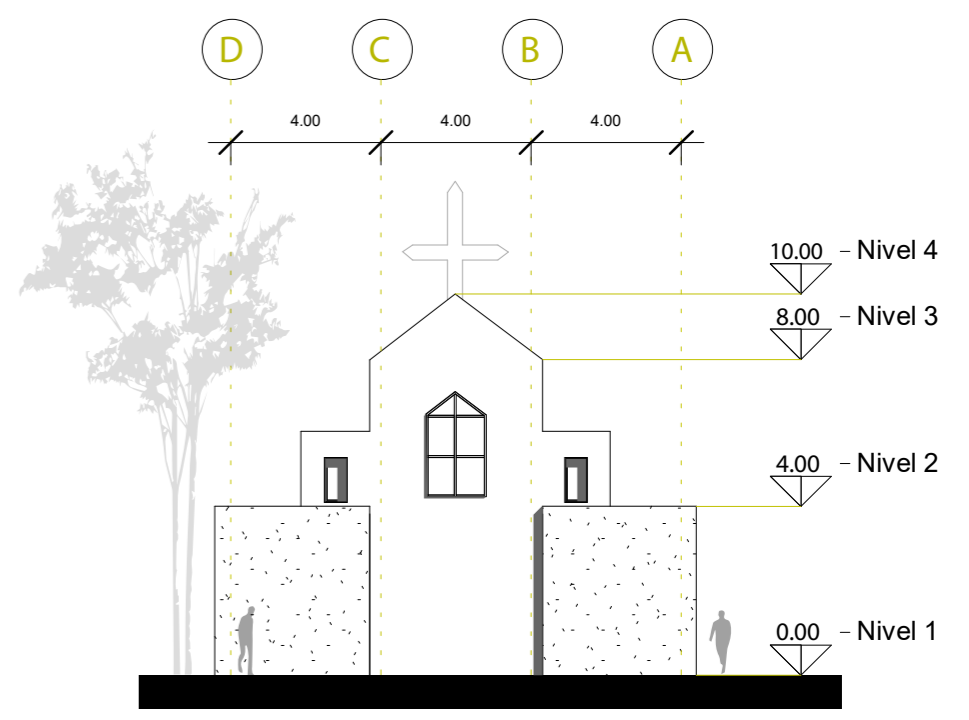 D C B A
4.00 4.00 4.00
10.00 – Nivel 4
8.00 – Nivel 3
4.00 – Nivel 2
0.00 – Nivel 1